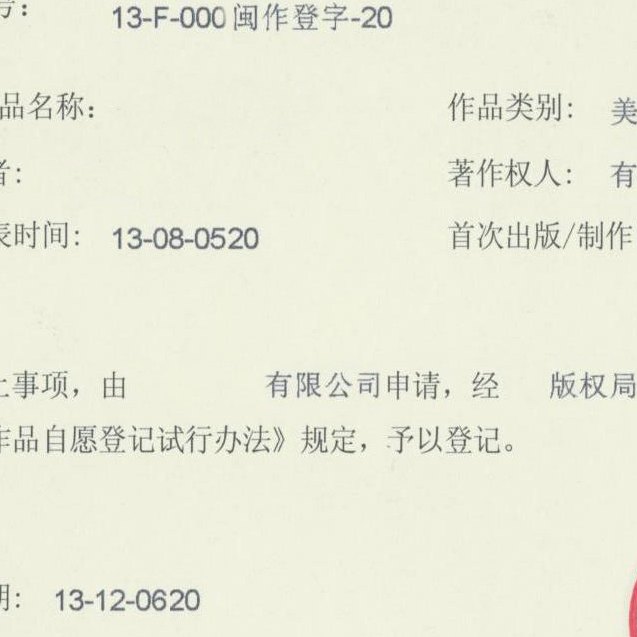 号: 13-F-000闽作登字-20
品名称: 作品类别: 美
者: 著作权人: 有
表时间: 13-08-0520 首次出版/制作
上事项，由 有限公司申请，经 版权局
作品自愿登记试行办法》规定，予以登记。
期: 13-12-0620